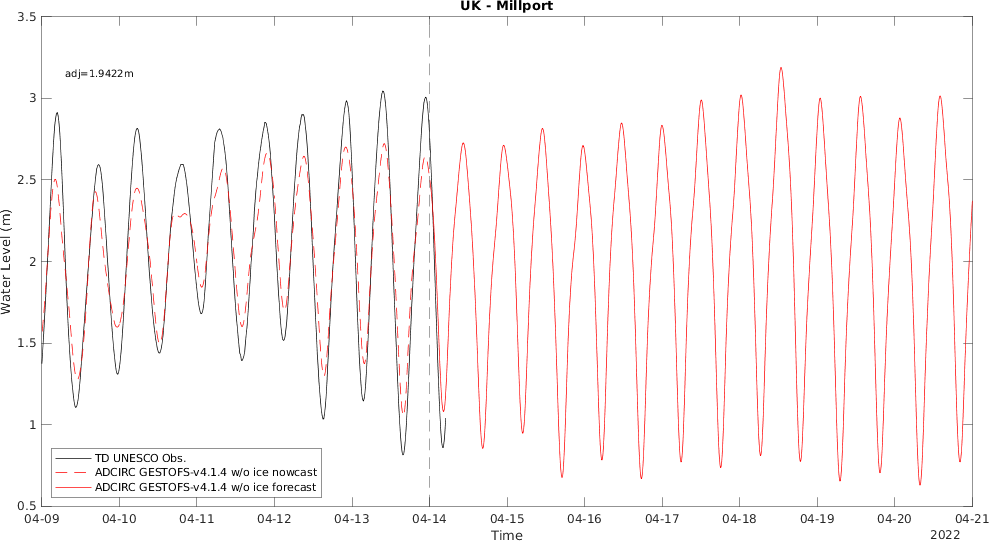 UK - Millport
adj=1.9422m
3.5
3
2.5
2
1.5
1
0.5
Water Level (m)
TD UNESCO Obs.
ADCIRC GESTOFS-v4.1.4 w/o ice nowcast
ADCIRC GESTOFS-v4.1.4 w/o ice forecast
04-09 04-10 04-11 04-12 04-13 04-14 04-15 04-16 04-17 04-18 04-19 04-20 04-21
Time
2022